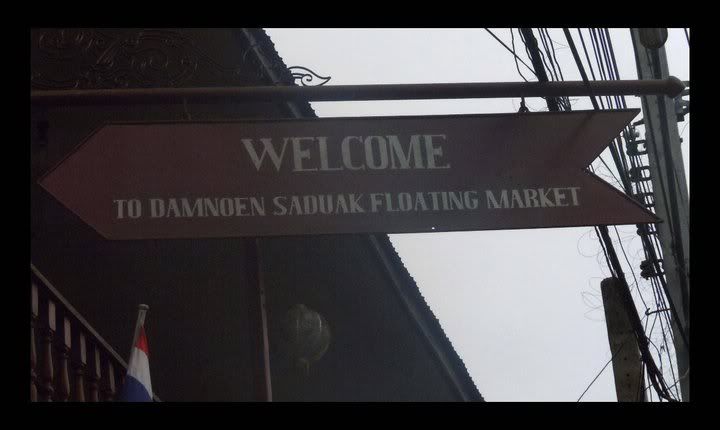 WELCOME
TO DAMNOEN SADUAK FLOATING MARKET